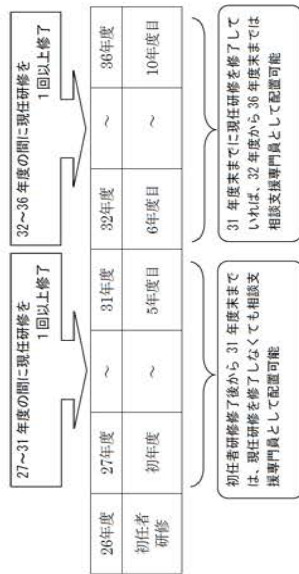 27～31年度の間に現任研修を
1回以上修了
32～36年度の間に現任研修を
1回以上修了
26年度 27年度 ～ 31年度 32年度 ～ 36年度
初任者
研修
初年度 ～ 5年度目 6年度目 ～ 10年度目
初任者研修修了後から 31 年度末まで
は、現任研修を修了しなくても相談支
援専門員として配置可能
31 年度末までに現任研修を修了して
いれば、32 年度から 36 年度末までは
相談支援専門員として配置可能